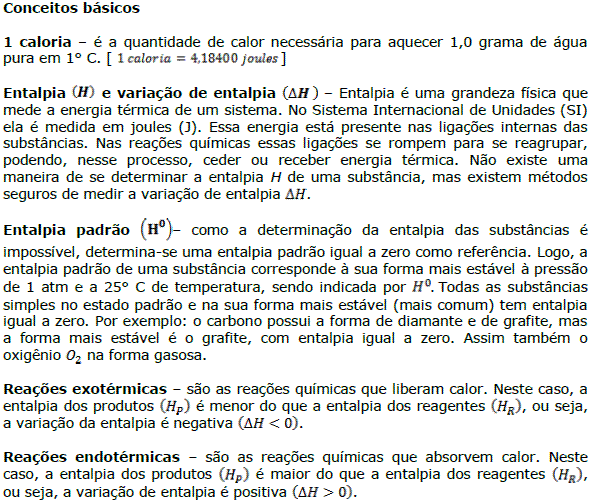 Conceitos básicos
1 caloria – é a quantidade de calor necessária para aquecer 1,0 grama de água
pura em 1° C. [ 1 caloria = 4,18400 joules ]
Entalpia (H) e variação de entalpia (ΔH) – Entalpia é uma grandeza física que
mede a energia térmica de um sistema. No Sistema Internacional de Unidades (SI)
ela é medida em joules (J). Essa energia está presente nas ligações internas das
substâncias. Nas reações químicas essas ligações se rompem para se reagrupar,
podendo, nesse processo, ceder ou receber energia térmica. Não existe uma
maneira de se determinar a entalpia H de uma substância, mas existem métodos
seguros de medir a variação de entalpia ΔH.
Entalpia padrão (H⁰)– como a determinação da entalpia das substâncias é
impossível, determina-se uma entalpia padrão igual a zero como referência. Logo, a
entalpia padrão de uma substância corresponde à sua forma mais estável à pressão
de 1 atm e a 25° C de temperatura, sendo indicada por H⁰. Todas as substâncias
simples no estado padrão e na sua forma mais estável (mais comum) tem entalpia
igual a zero. Por exemplo: o carbono possui a forma de diamante e de grafite, mas
a forma mais estável é o grafite, com entalpia igual a zero. Assim também o
oxigênio O₂ na forma gasosa.
Reações exotérmicas – são as reações químicas que liberam calor. Neste caso, a
entalpia dos produtos (H_P) é menor do que a entalpia dos reagentes (H_R), ou seja,
a variação da entalpia é negativa (ΔH < 0).
Reações endotérmicas – são as reações químicas que absorvem calor. Neste
caso, a entalpia dos produtos (H_P) é maior do que a entalpia dos reagentes (H_R),
ou seja, a variação de entalpia é positiva (ΔH > 0).